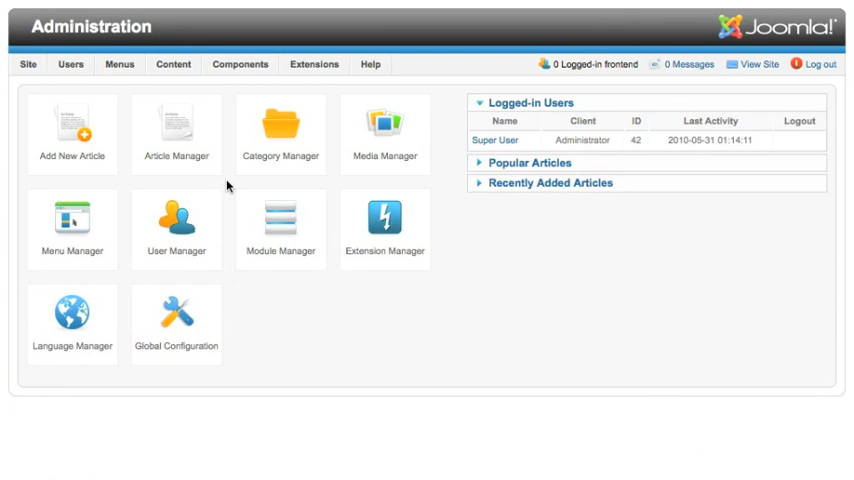 Administration
Joomla!
Site Users Menus Content Components Extensions Help 0 Logged-in frontend 0 Messages View Site Log out
Add New Article Article Manager Category Manager Media Manager
Menu Manager User Manager Module Manager Extension Manager
Language Manager Global Configuration
Logged-in Users
Name Client ID Last Activity Logout
Super User Administrator 42 2010-05-31 01:14:11
Popular Articles
Recently Added Articles